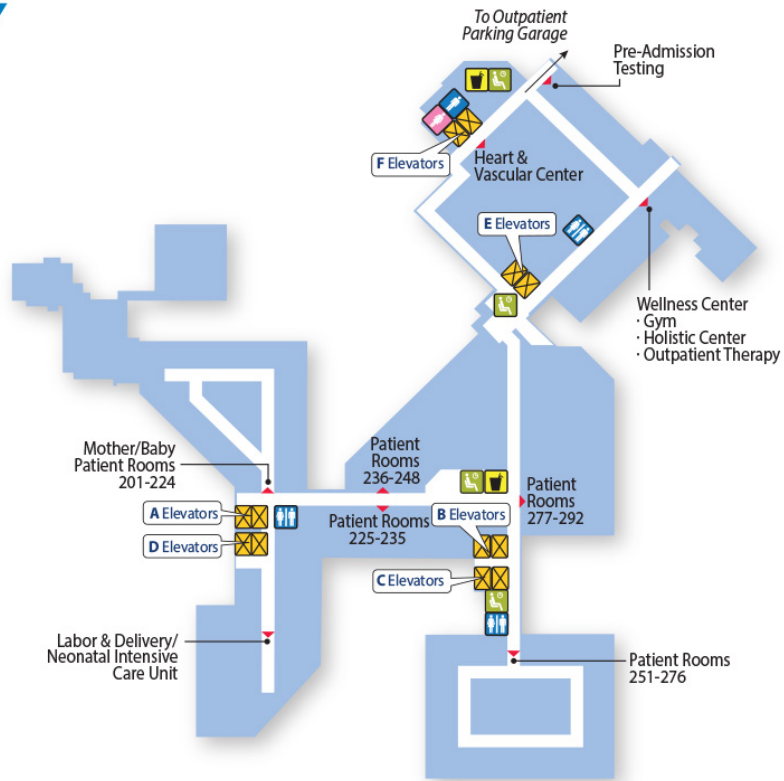 To Outpatient
Parking Garage
Pre-Admission
Testing
F Elevators
Heart &
Vascular Center
E Elevators
Wellness Center
· Gym
· Holistic Center
· Outpatient Therapy
Mother/Baby
Patient Rooms
201-224
Patient
Rooms
236-248
A Elevators
D Elevators
Patient Rooms
225-235
B Elevators
Patient
Rooms
277-292
C Elevators
Labor & Delivery/
Neonatal Intensive
Care Unit
Patient Rooms
251-276